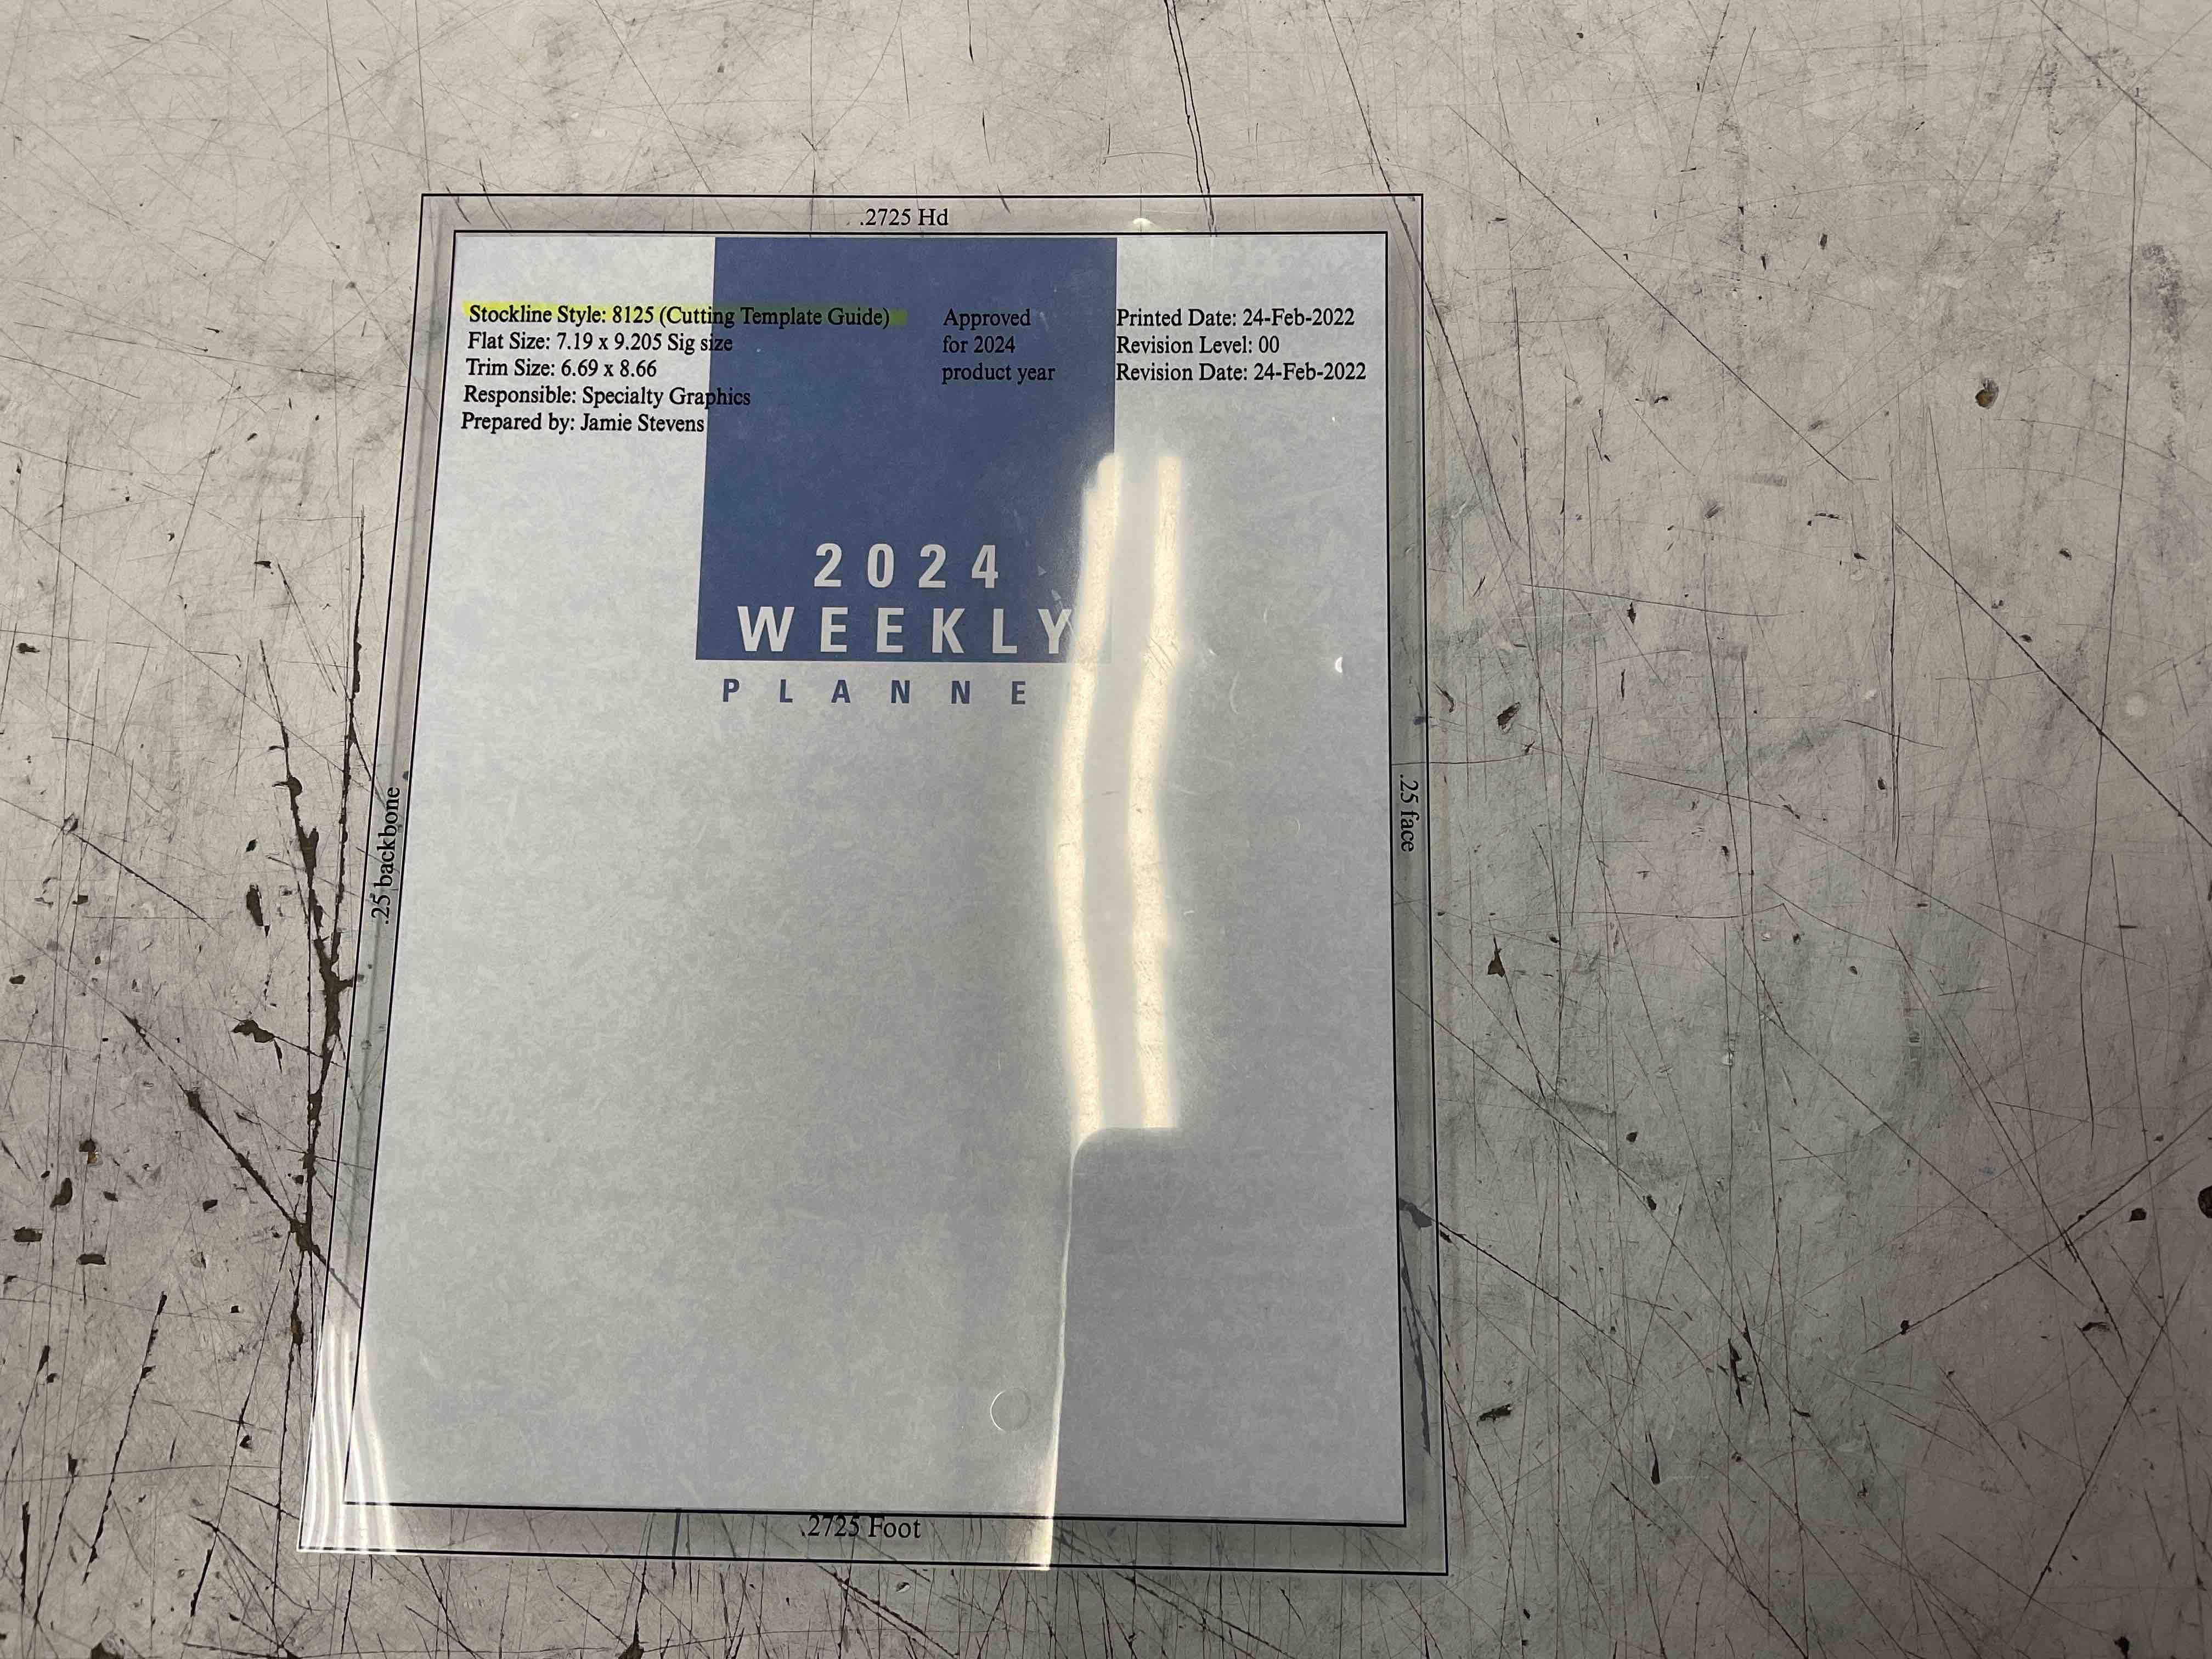 .2725 Hd
Stockline Style: 8125 (Cutting Template Guide)
Flat Size: 7.19 x 9.205 Sig size
Trim Size: 6.69 x 8.66
Responsible: Specialty Graphics
Prepared by: Jamie Stevens
Approved
for 2024
product year
Printed Date: 24-Feb-2022
Revision Level: 00
Revision Date: 24-Feb-2022
2024
WEEKLY
PLANNE
.25 backbone
.25 face
.2725 Foot